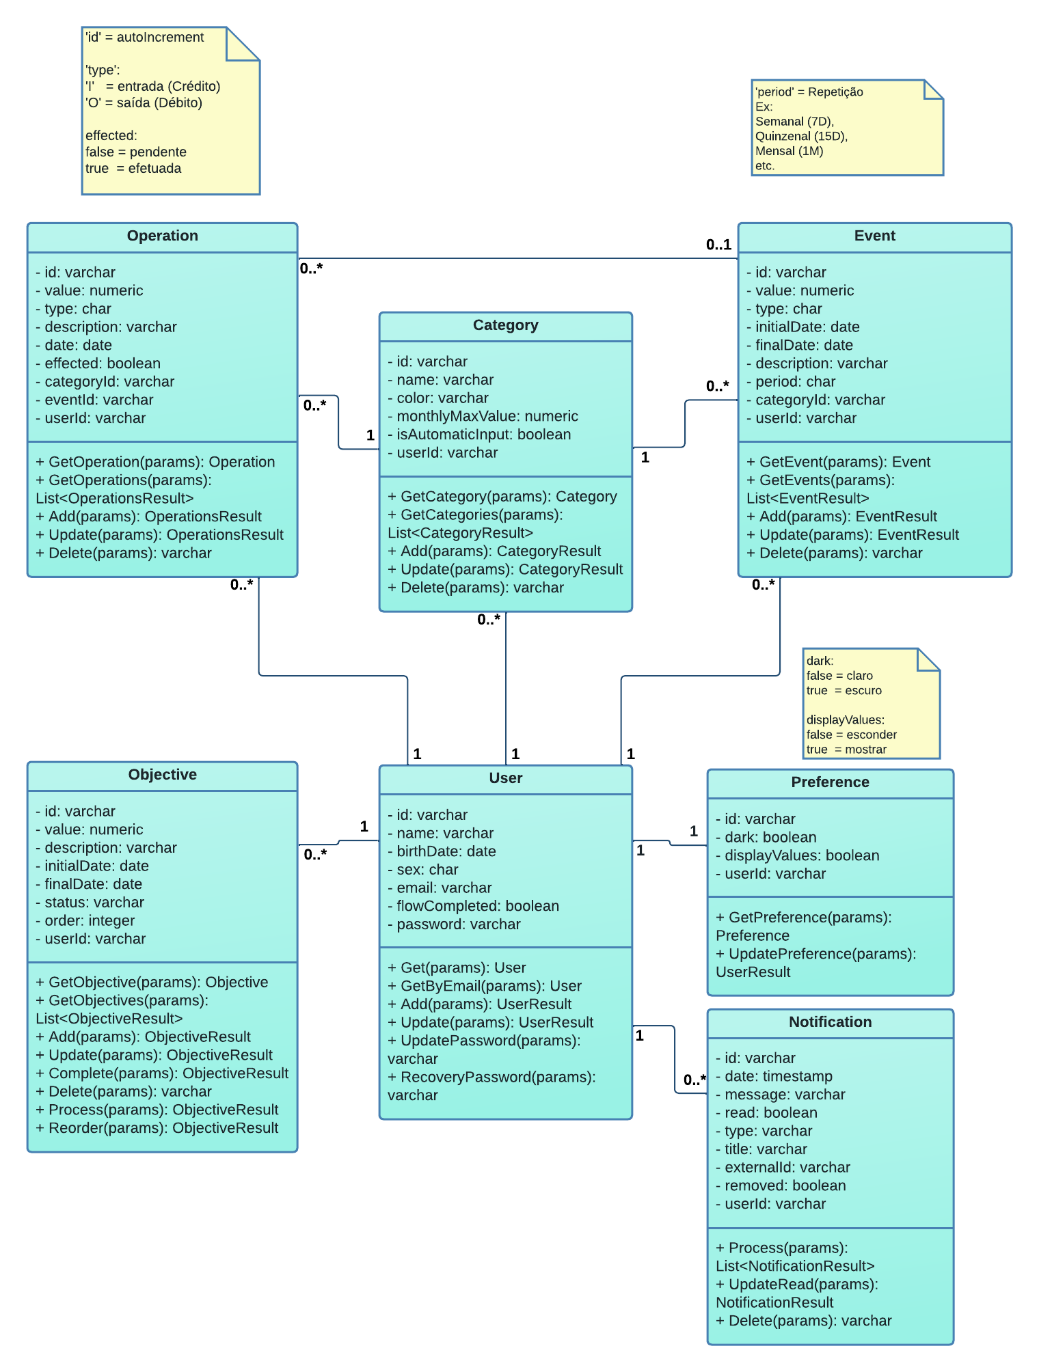 'id' = autoIncrement
'type':
'I'   = entrada (Crédito)
'O' = saída (Débito)
effected:
false = pendente
true  = efetuada
'period' = Repetição
Ex:
Semanal (7D),
Quinzenal (15D),
Mensal (1M)
etc.
Operation
- id: varchar
- value: numeric
- type: char
- description: varchar
- date: date
- effected: boolean
- categoryId: varchar
- eventId: varchar
- userId: varchar
+ GetOperation(params): Operation
+ GetOperations(params):
List<OperationsResult>
+ Add(params): OperationsResult
+ Update(params): OperationsResult
+ Delete(params): varchar
0..*
0..1
0..*
1
Category
- id: varchar
- name: varchar
- color: varchar
- monthlyMaxValue: numeric
- isAutomaticInput: boolean
- userId: varchar
+ GetCategory(params): Category
+ GetCategories(params):
List<CategoryResult>
+ Add(params): CategoryResult
+ Update(params): CategoryResult
+ Delete(params): varchar
0..*
1
Event
- id: varchar
- value: numeric
- type: char
- initialDate: date
- finalDate: date
- description: varchar
- period: char
- categoryId: varchar
- userId: varchar
+ GetEvent(params): Event
+ GetEvents(params):
List<EventResult>
+ Add(params): EventResult
+ Update(params): EventResult
+ Delete(params): varchar
0..*
0..*
0..*
1
1
1
dark:
false = claro
true  = escuro
displayValues:
false = esconder
true  = mostrar
Objective
- id: varchar
- value: numeric
- description: varchar
- initialDate: date
- finalDate: date
- status: varchar
- order: integer
- userId: varchar
+ GetObjective(params): Objective
+ GetObjectives(params):
List<ObjectiveResult>
+ Add(params): ObjectiveResult
+ Update(params): ObjectiveResult
+ Complete(params): ObjectiveResult
+ Delete(params): varchar
+ Process(params): ObjectiveResult
+ Reorder(params): ObjectiveResult
1
0..*
User
- id: varchar
- name: varchar
- birthDate: date
- sex: char
- email: varchar
- flowCompleted: boolean
- password: varchar
+ Get(params): User
+ GetByEmail(params): User
+ Add(params): UserResult
+ Update(params): UserResult
+ UpdatePassword(params):
varchar
+ RecoveryPassword(params):
varchar
1
1
1
0..*
Preference
- id: varchar
- dark: boolean
- displayValues: boolean
- userId: varchar
+ GetPreference(params):
Preference
+ UpdatePreference(params):
UserResult
Notification
- id: varchar
- date: timestamp
- message: varchar
- read: boolean
- type: varchar
- title: varchar
- externalId: varchar
- removed: boolean
- userId: varchar
+ Process(params):
List<NotificationResult>
+ UpdateRead(params):
NotificationResult
+ Delete(params): varchar